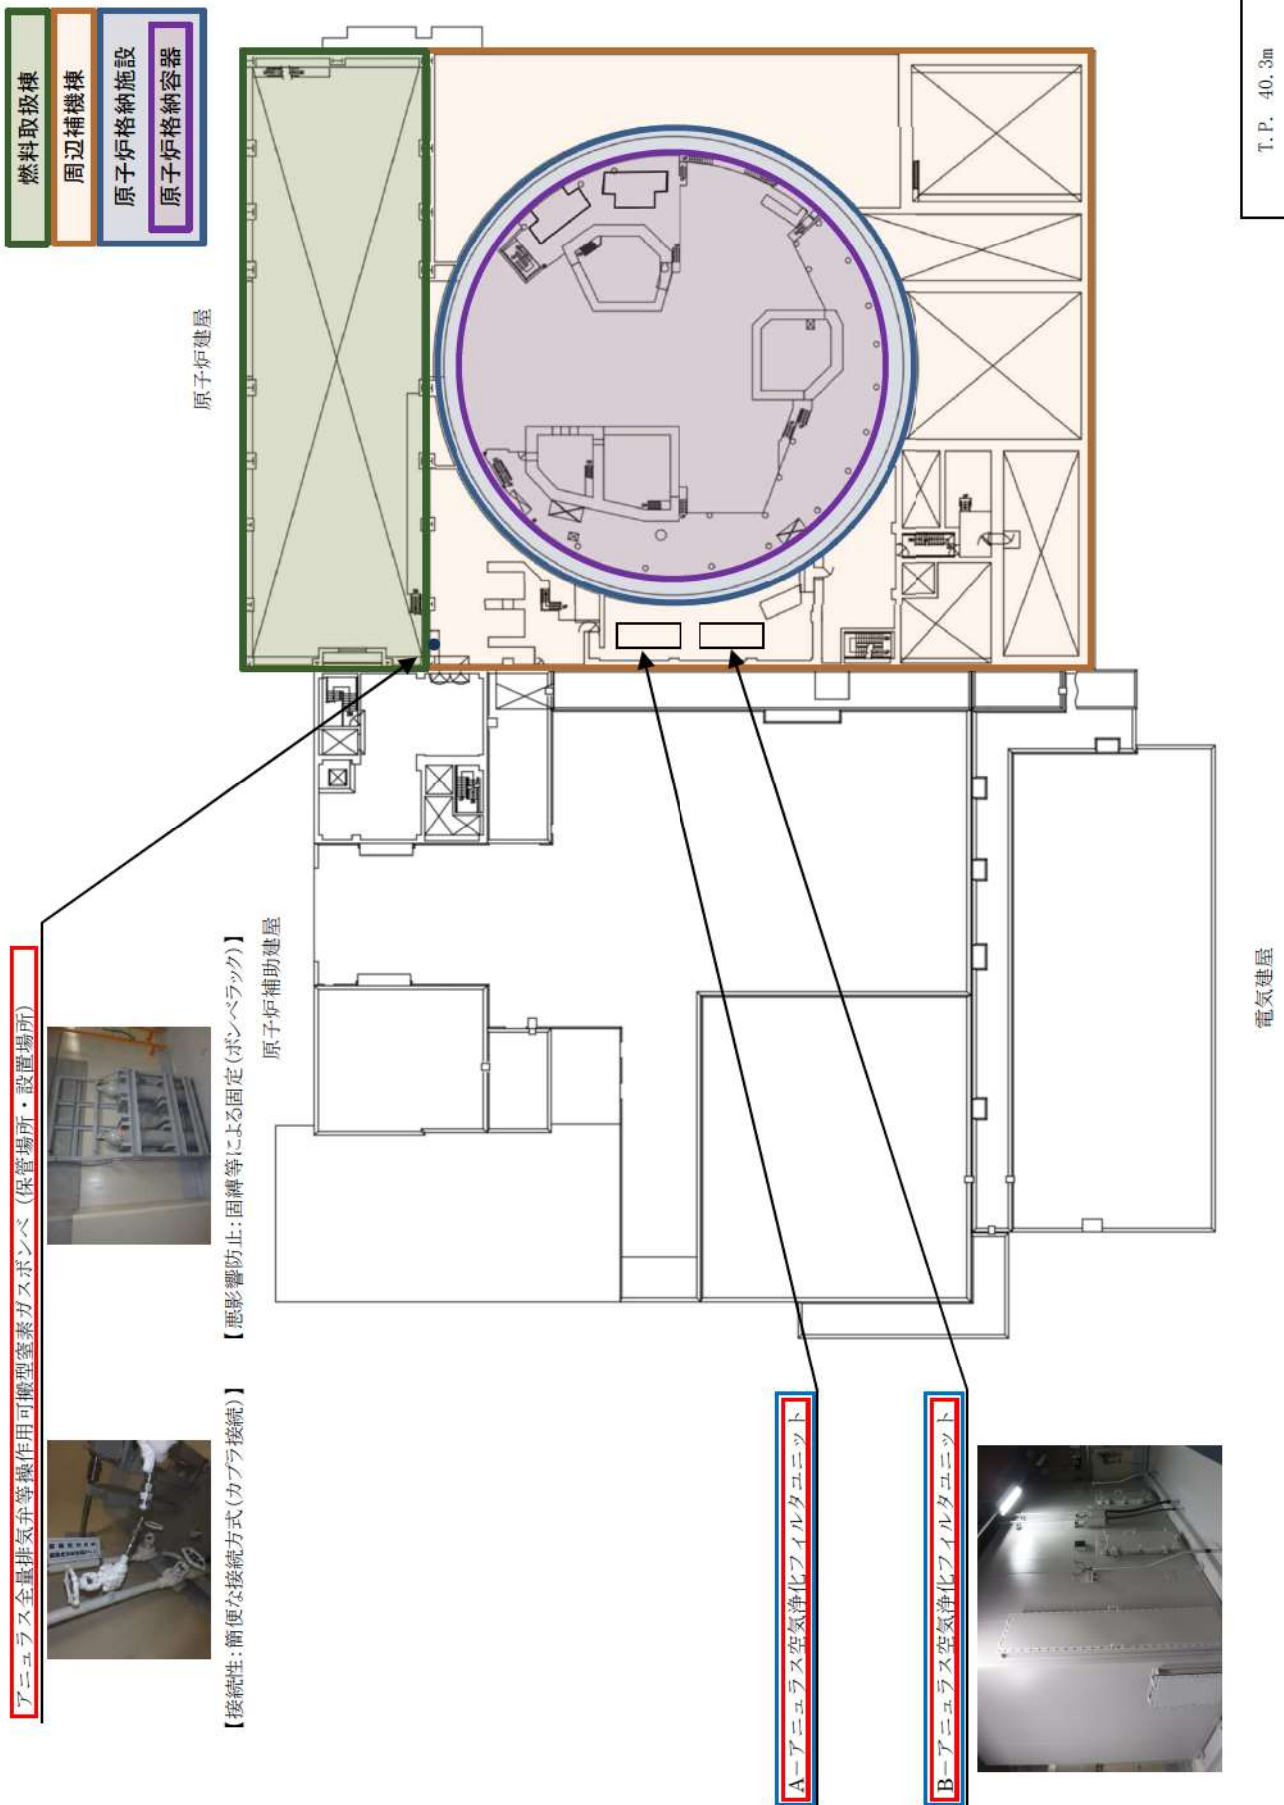 アニュラス全量排気弁等操作用可搬型窒素ガスボンベ（保管場所・設置場所）
【接続性：簡便な接続方式(カプラ接続)】
【悪影響防止：固縛等による固定(ボンベラック)】
燃料取扱棟
周辺補機棟
原子炉格納施設
原子炉格納容器
原子炉建屋
原子炉補助建屋
A－アニュラス空気浄化フィルタユニット
B－アニュラス空気浄化フィルタユニット
電気建屋
T.P. 40.3m